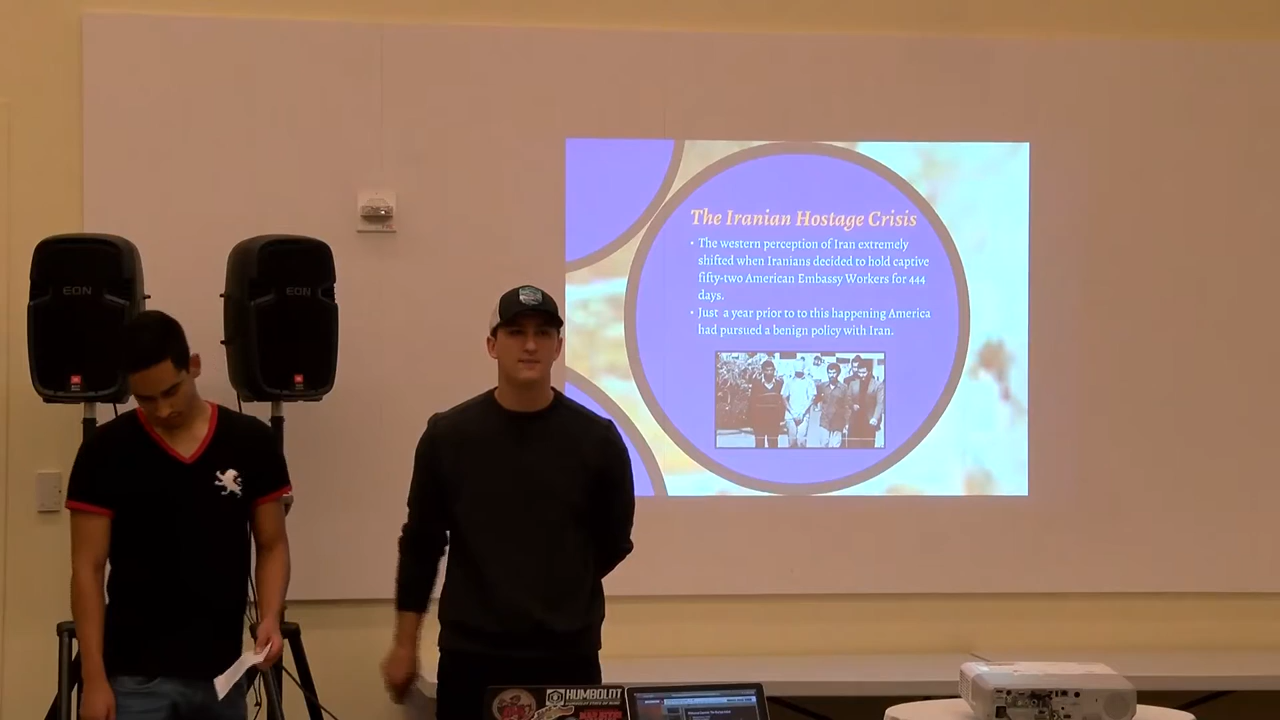 EON
EON
The Iranian Hostage Crisis
• The western perception of Iran extremely
shifted when Iranians decided to hold captive
fifty-two American Embassy Workers for 444
days.
• Just a year prior to to this happening America
had pursued a benign policy with Iran.
HUMBOLDT